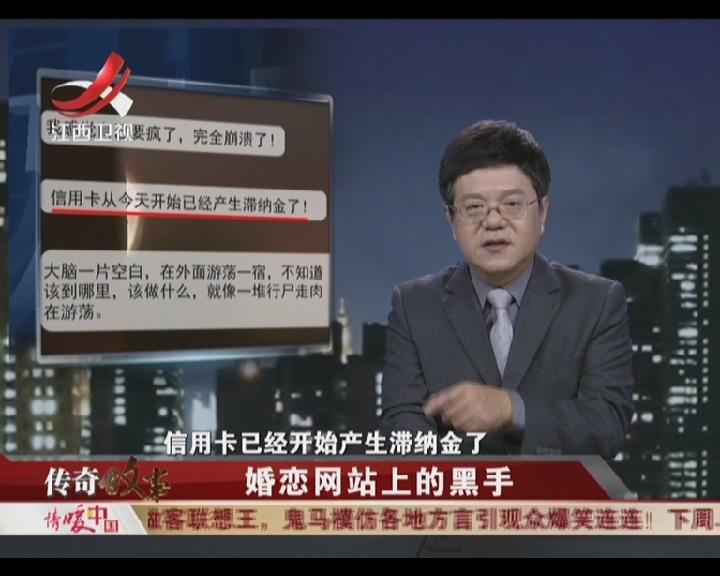 江西卫视
要疯了，完全崩溃了！
信用卡从今天开始已经产生滞纳金了！
大脑一片空白，在外面游荡一宿，不知道
该到哪里，该做什么，就像一堆行尸走肉
在游荡。
信用卡已经开始产生滞纳金了
传奇故事
婚恋网站上的黑手
情暖中国
客联想王，鬼马模仿各地方言引现众爆笑连连！下周